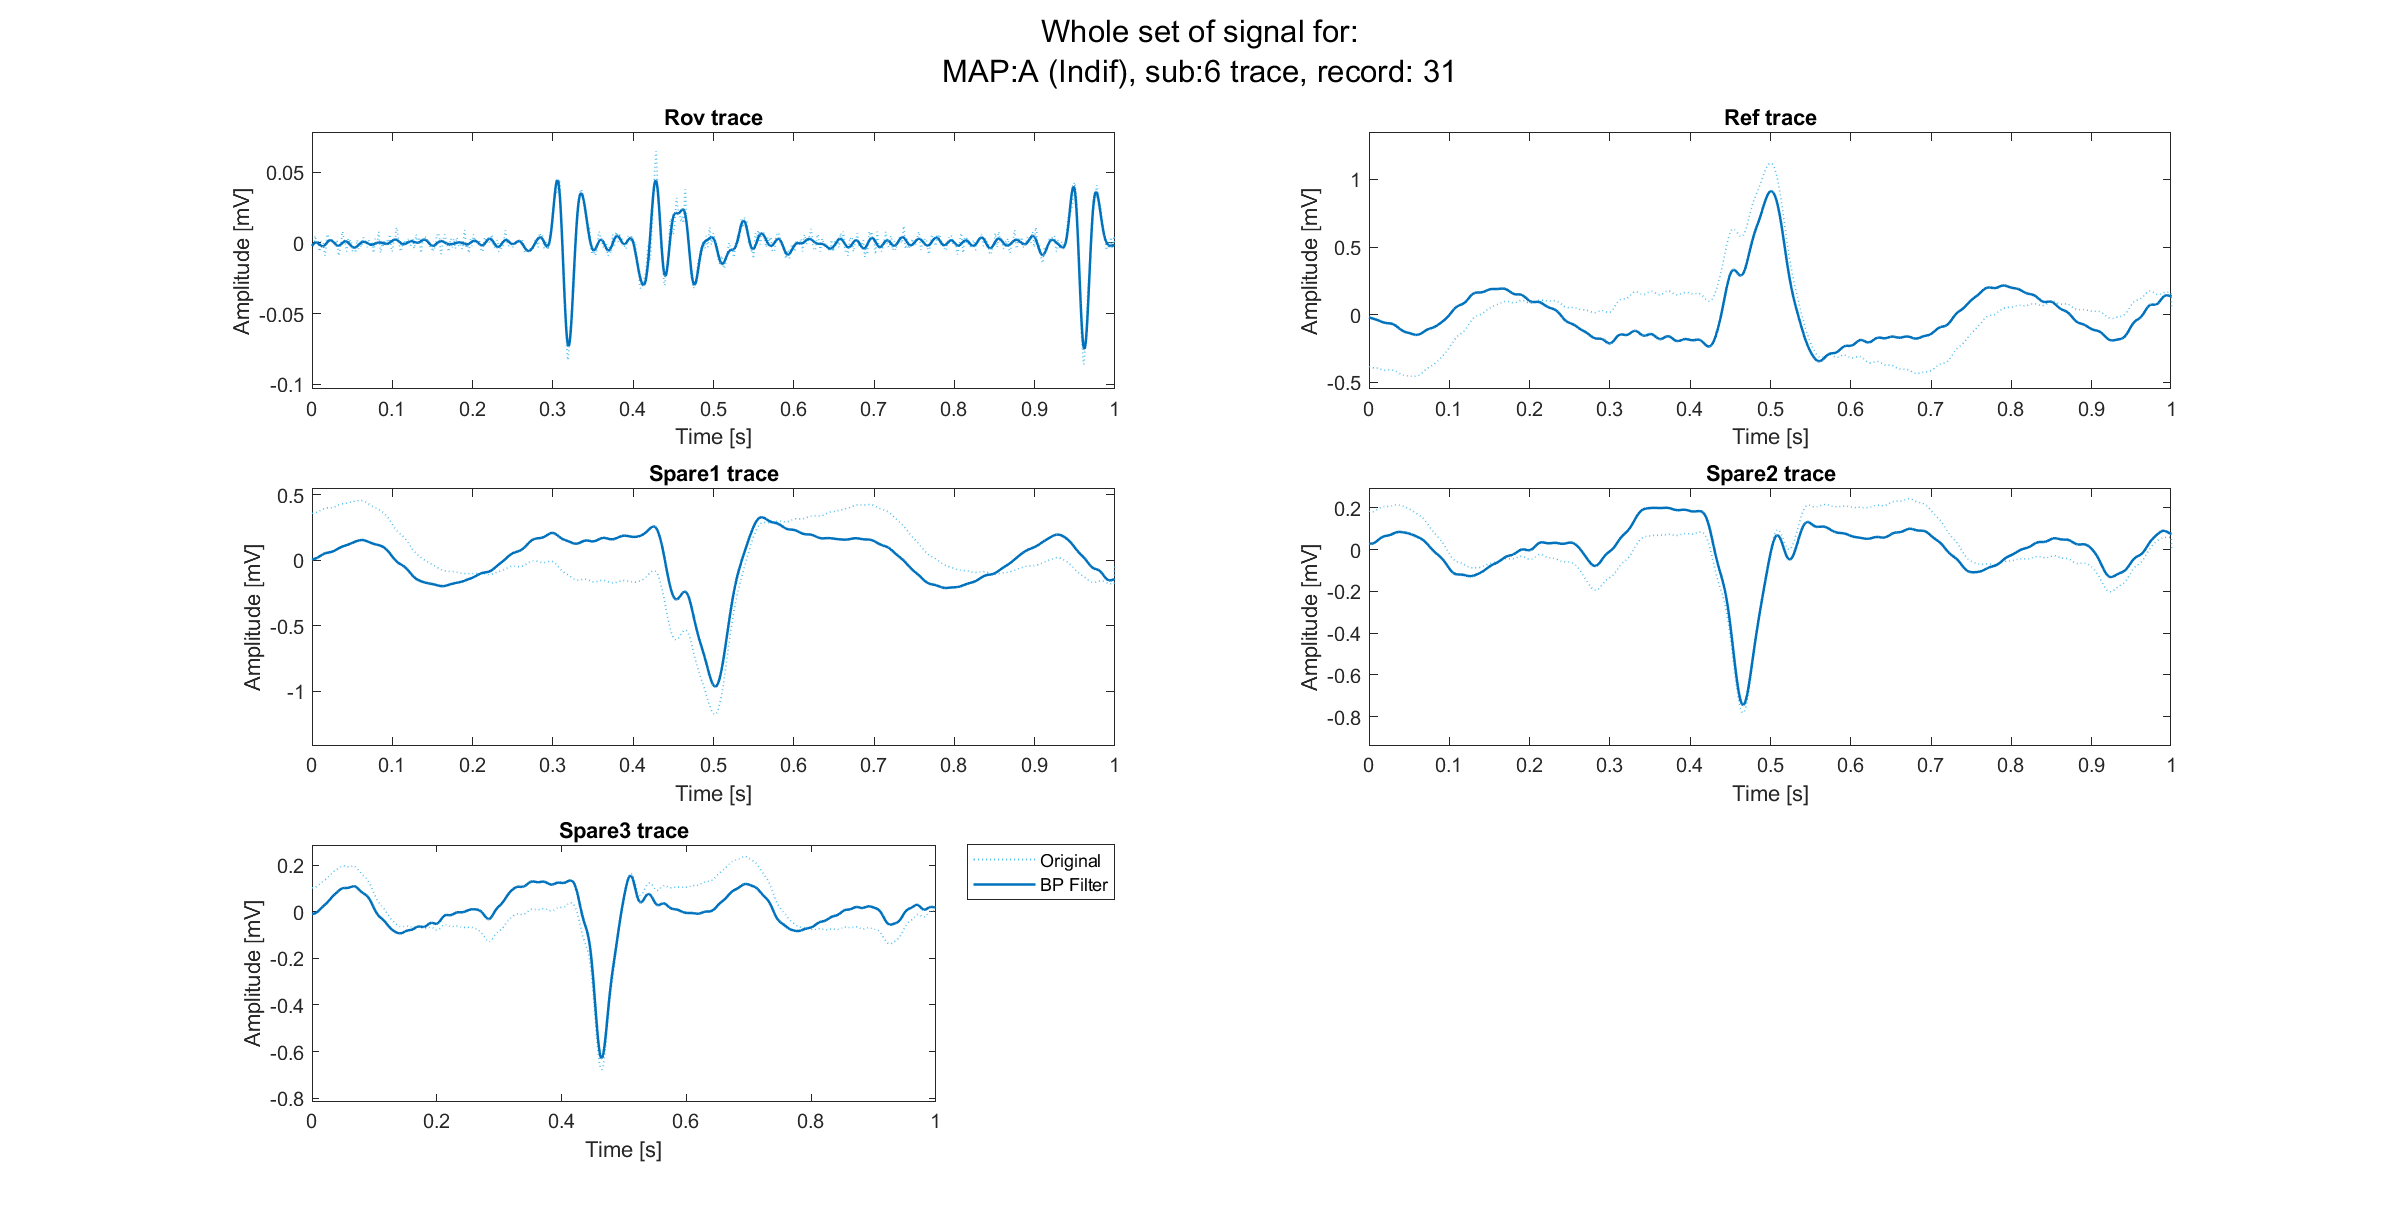 Whole set of signal for:
MAP:A (Indif), sub:6 trace, record: 31
Rov trace
Amplitude [mV]
0.05
0
-0.05
-0.1
0 0.1 0.2 0.3 0.4 0.5 0.6 0.7 0.8 0.9 1
Time [s]
Ref trace
Amplitude [mV]
1
0.5
0
-0.5
0 0.1 0.2 0.3 0.4 0.5 0.6 0.7 0.8 0.9 1
Time [s]
Spare1 trace
Amplitude [mV]
0.5
0
-0.5
-1
0 0.1 0.2 0.3 0.4 0.5 0.6 0.7 0.8 0.9 1
Time [s]
Spare2 trace
Amplitude [mV]
0.2
0
-0.2
-0.4
-0.6
-0.8
0 0.1 0.2 0.3 0.4 0.5 0.6 0.7 0.8 0.9 1
Time [s]
Spare3 trace
Amplitude [mV]
0.2
0
-0.2
-0.4
-0.6
-0.8
0 0.2 0.4 0.6 0.8 1
Time [s]
Original
BP Filter